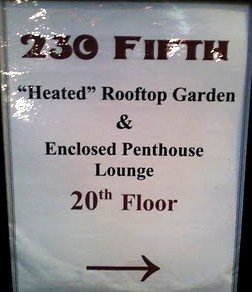 230 FIFTH
"Heated" Rooftop Garden
&
Enclosed Penthouse
Lounge
20th Floor